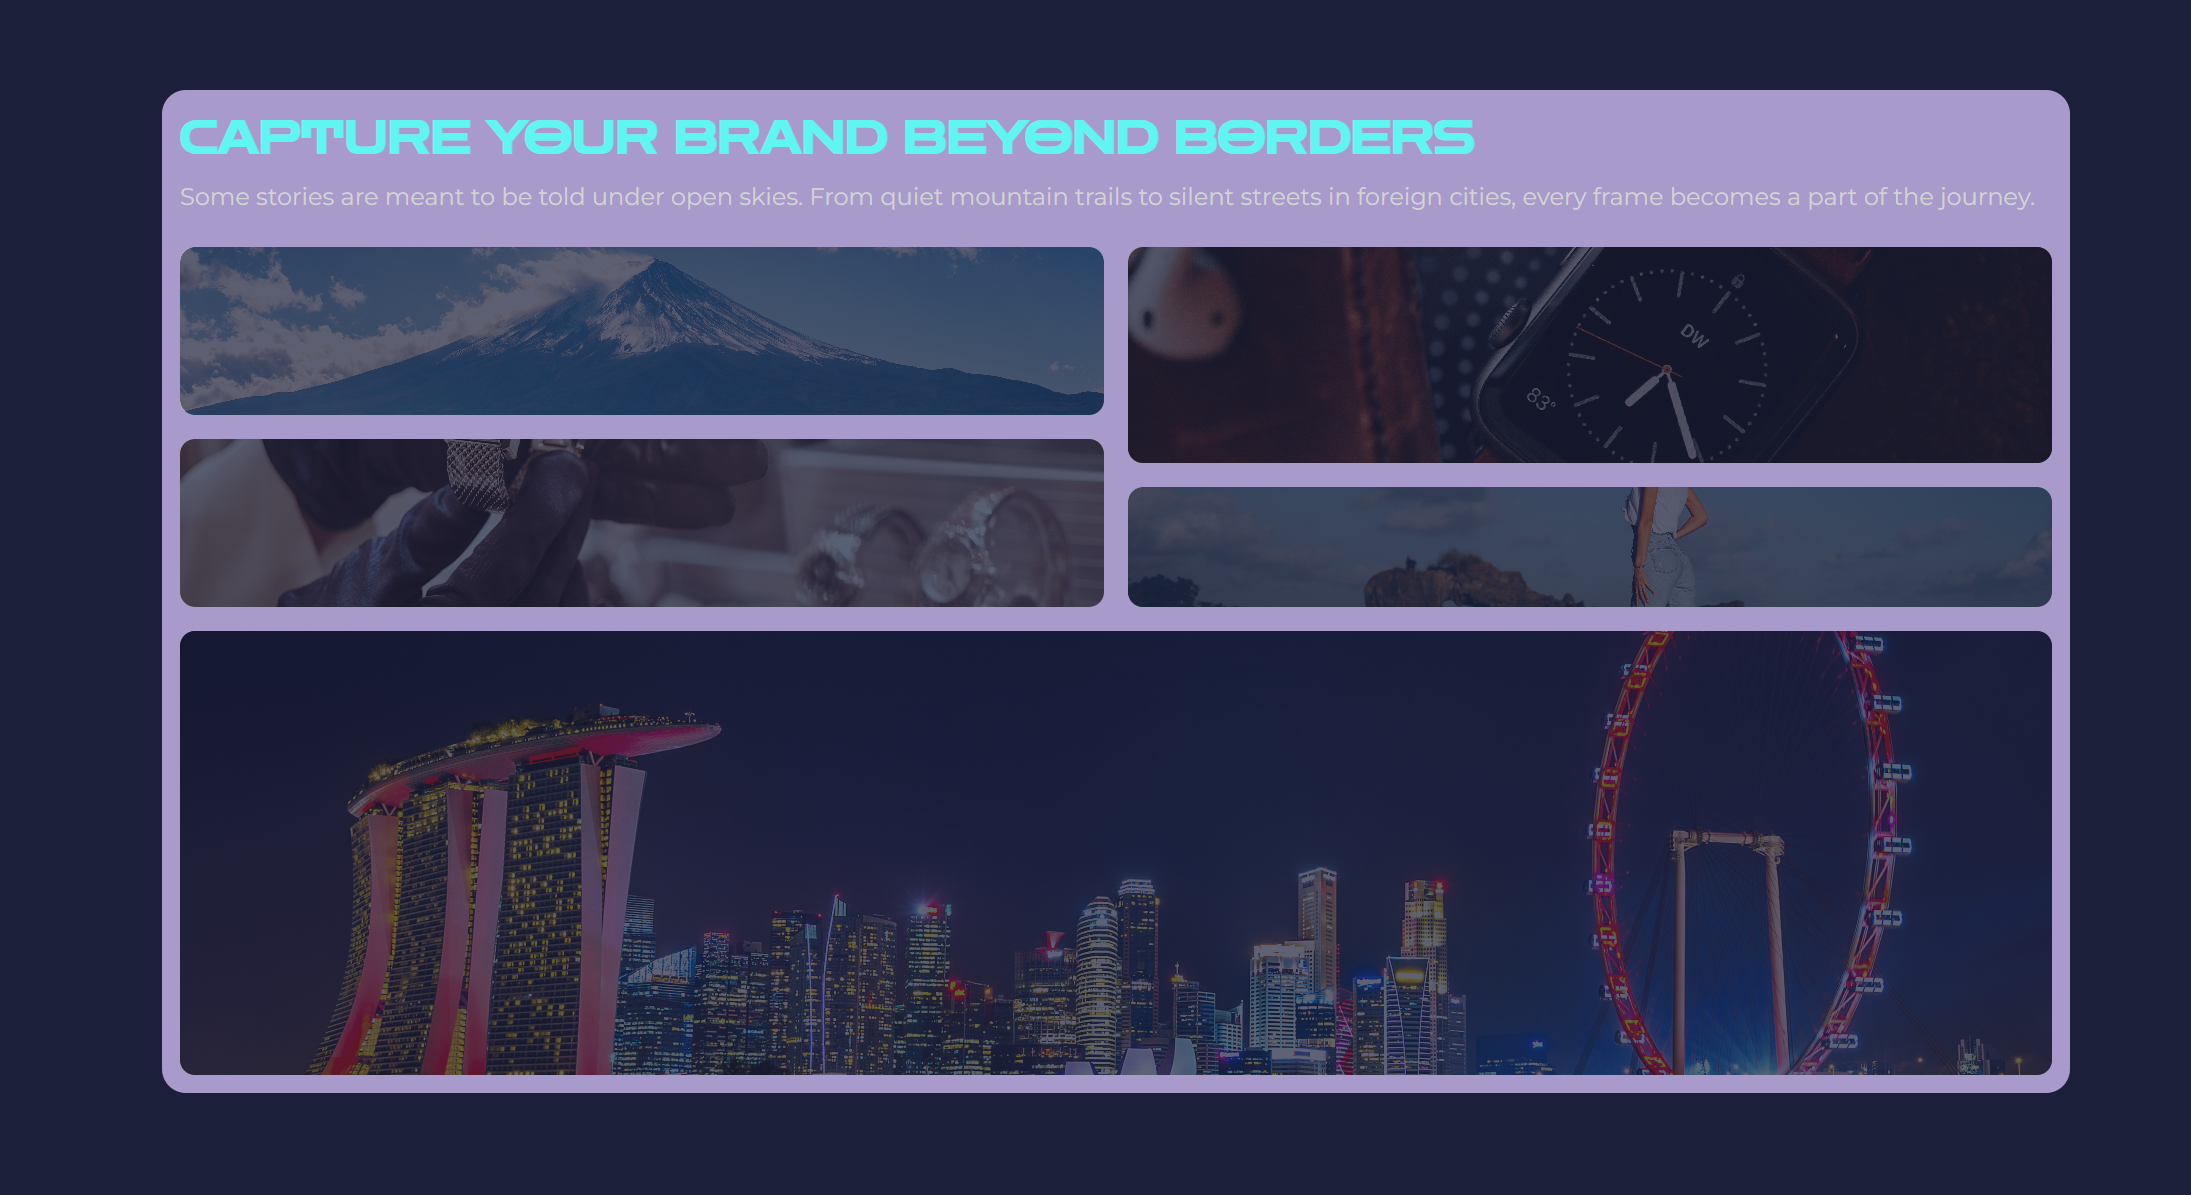 CAPTURE YOUR BRAND BEYOND BORDERS
Some stories are meant to be told under open skies. From quiet mountain trails to silent streets in foreign cities, every frame becomes a part of the journey.
DW
83°